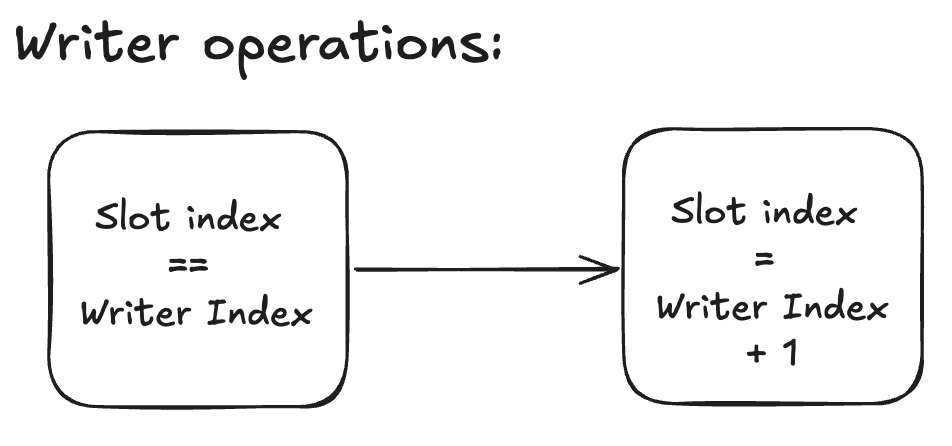 Writer operations:
Slot index
==
Writer Index
Slot index
=
Writer Index
+ 1